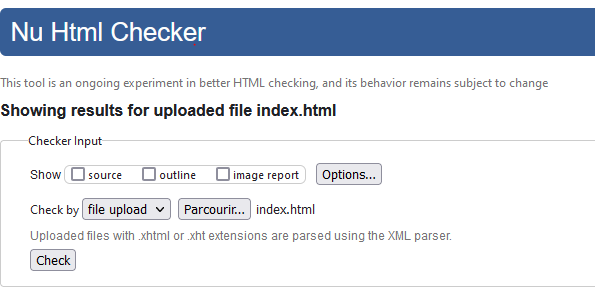 Nu Html Checker
This tool is an ongoing experiment in better HTML checking, and its behavior remains subject to change
Showing results for uploaded file index.html
Checker Input
Show source outline image report Options...
Check by file upload Parcourir... index.html
Uploaded files with .xhtml or .xht extensions are parsed using the XML parser.
Check